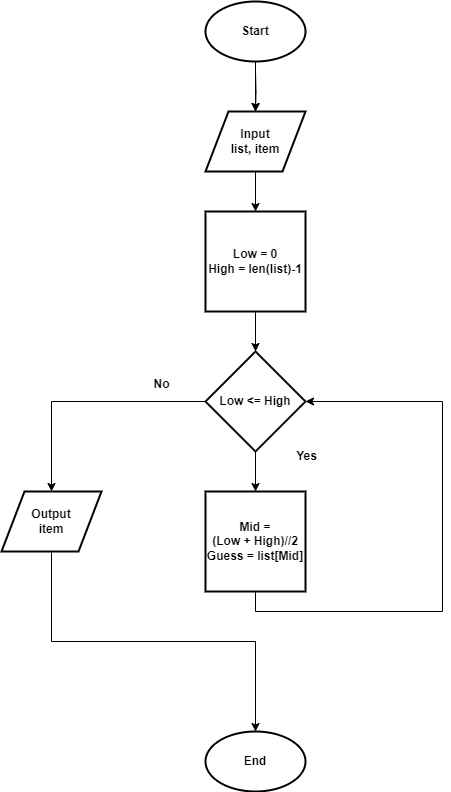 Start
Input
list, item
Low = 0
High = len(list)-1
No
Low <= High
Yes
Output
item
Mid =
(Low + High)//2
Guess = list[Mid]
End